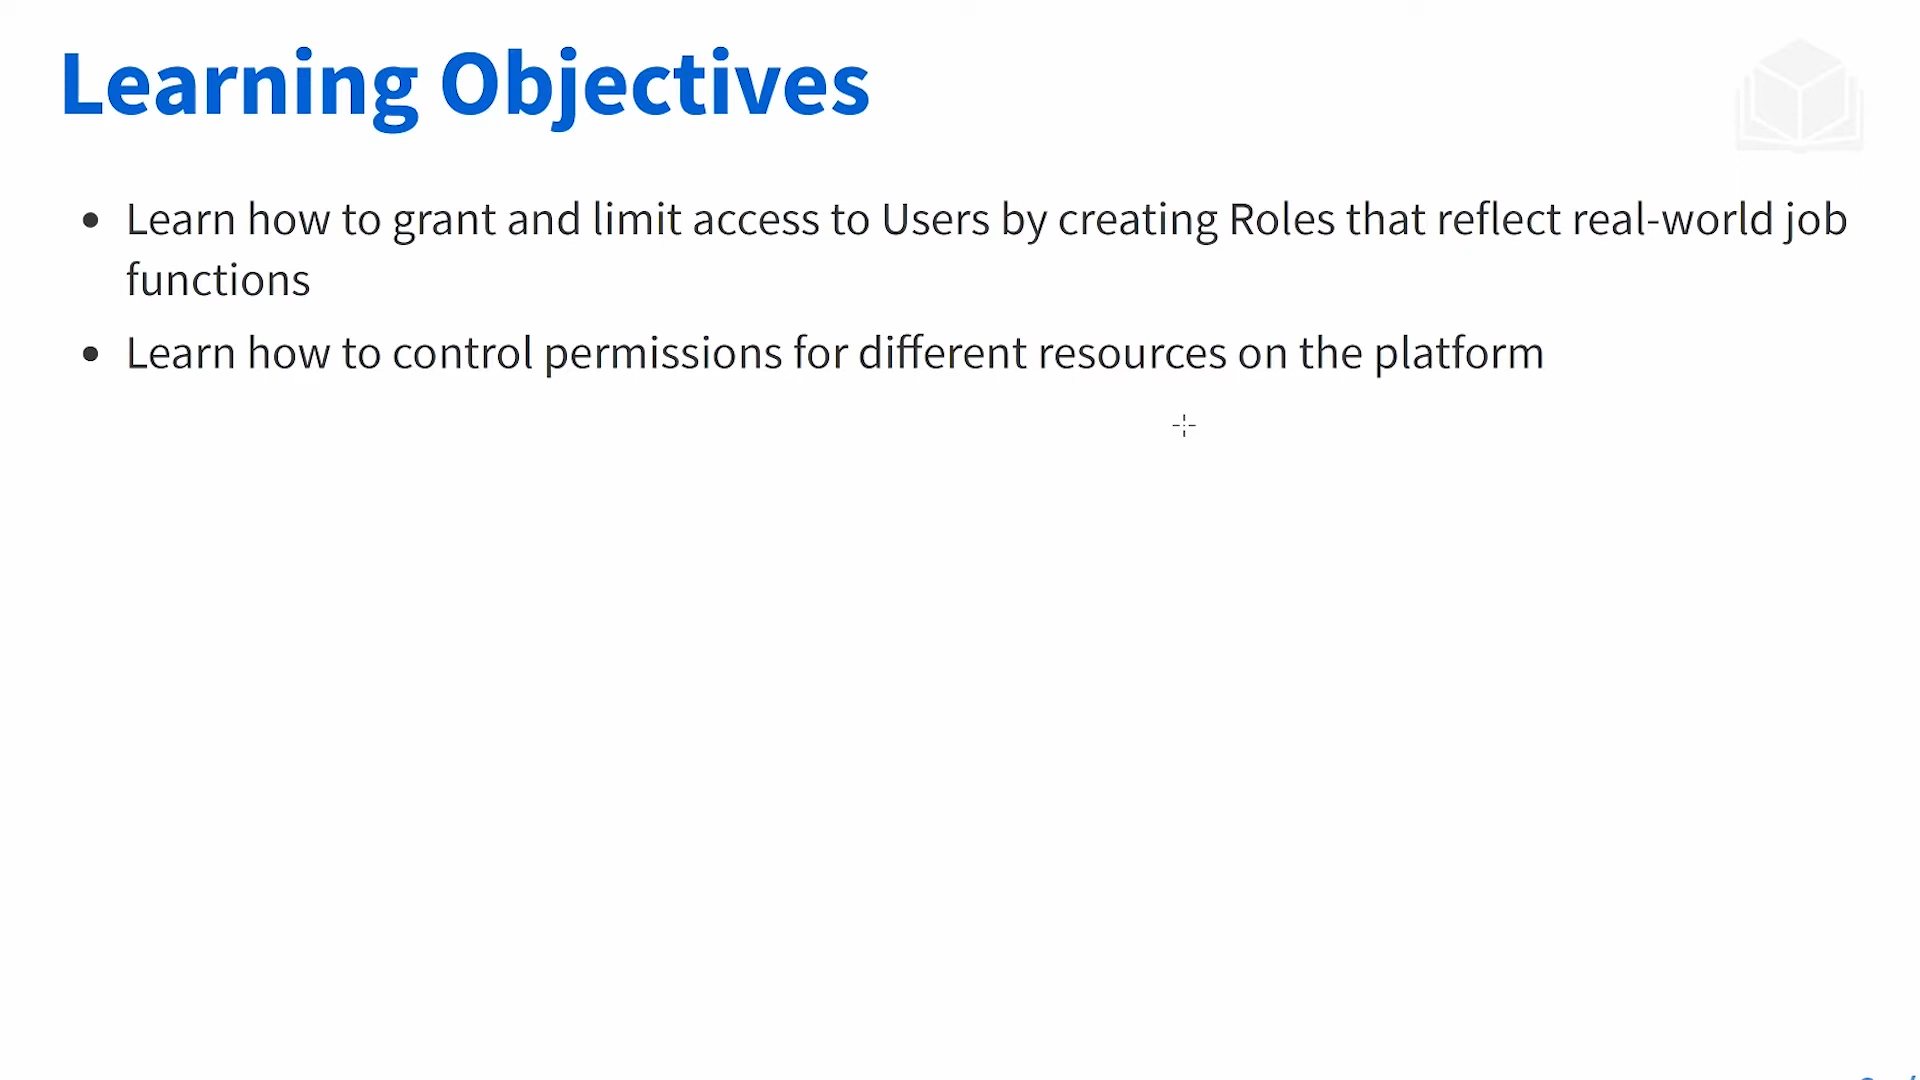 Learning Objectives
• Learn how to grant and limit access to Users by creating Roles that reflect real-world job
functions
• Learn how to control permissions for different resources on the platform